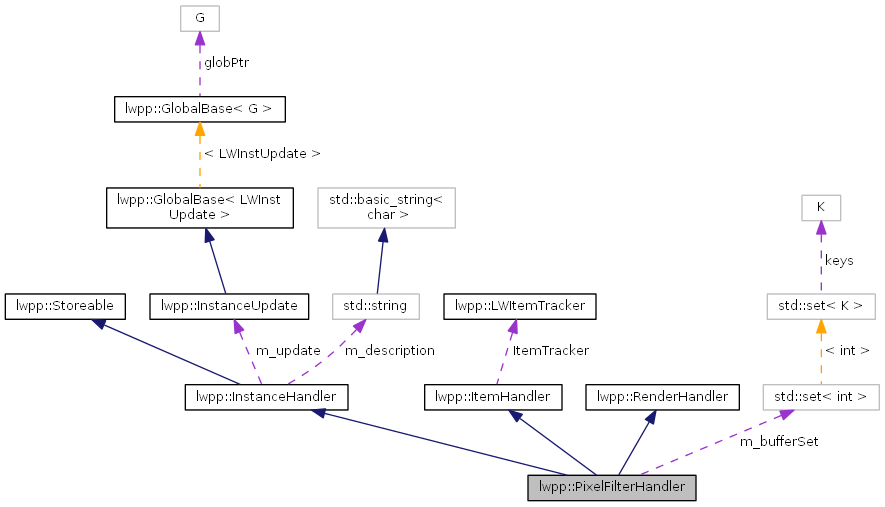 G
globPtr
lwpp::GlobalBase< G >
< LWInstUpdate >
lwpp::GlobalBase< LWInst
Update >
std::basic_string<
char >
K
keys
lwpp::Storeable
lwpp::InstanceUpdate
std::string
lwpp::LWItemTracker
std::set< K >
m_update
m_description
ItemTracker
< int >
lwpp::InstanceHandler
lwpp::ItemHandler
lwpp::RenderHandler
std::set< int >
m_bufferSet
lwpp::PixelFilterHandler